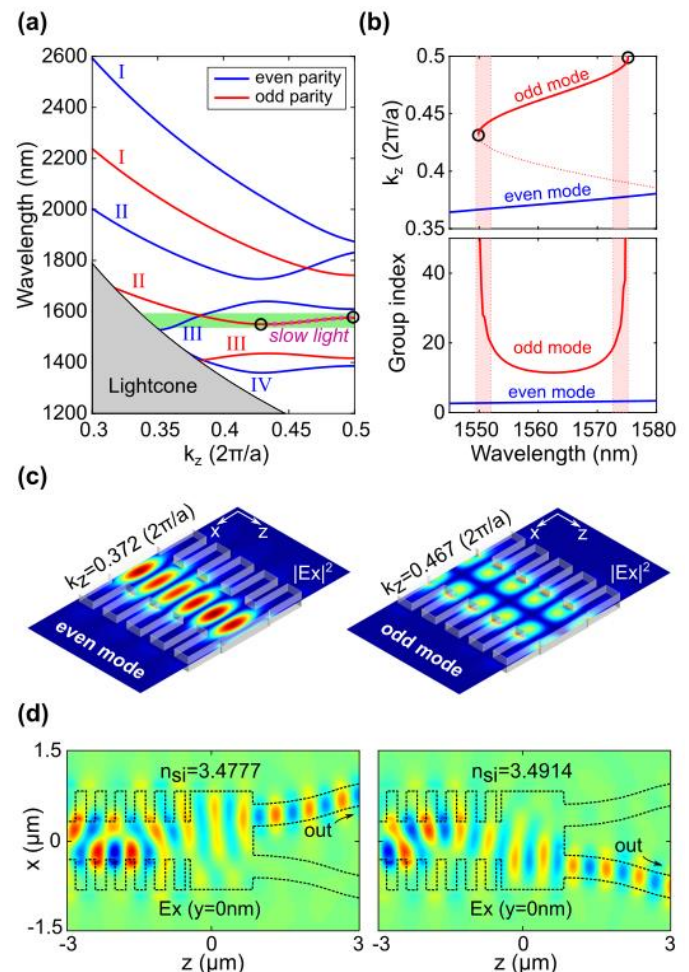 (a)
2600
2400
2200
2000
1800
1600
1400
1200
Wavelength (nm)
I
I
II
II
III
III
IV
even parity
odd parity
slow light
Lightcone
0.3
0.35
0.4
0.45
0.5
k_z (2π/a)
(b)
0.5
0.45
0.4
0.35
k_z (2π/a)
odd mode
even mode
40
20
0
Group index
odd mode
even mode
1550
1560
1570
1580
Wavelength (nm)
(c)
k_z=0.372 (2π/a)
x
z
|Ex|²
even mode
k_z=0.467 (2π/a)
x
z
|Ex|²
odd mode
(d)
1.5
0
-1.5
x (µm)
n_si=3.4777
out
Ex (y=0nm)
-3
0
3
z (µm)
n_si=3.4914
out
Ex (y=0nm)
-3
0
3
z (µm)